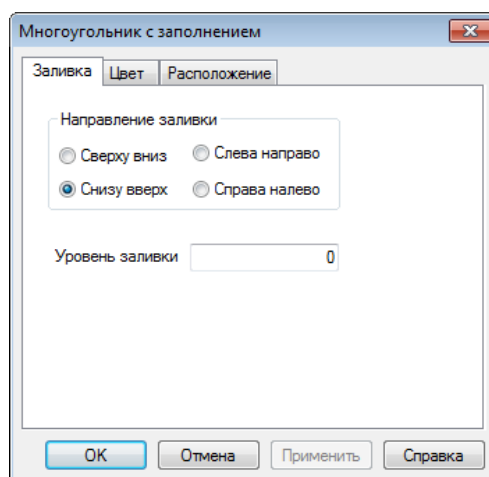 Многоугольник с заполнением
Заливка Цвет Расположение
Направление заливки
Сверху вниз Слева направо
Снизу вверх Справа налево
Уровень заливки 0
OK Отмена Применить Справка